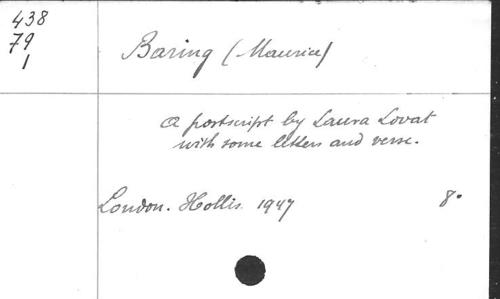 438
79
1
Baring (Maurice)
A postscript by Laura Lovat
with some letters and verse.
London. Hollis. 1947 8°